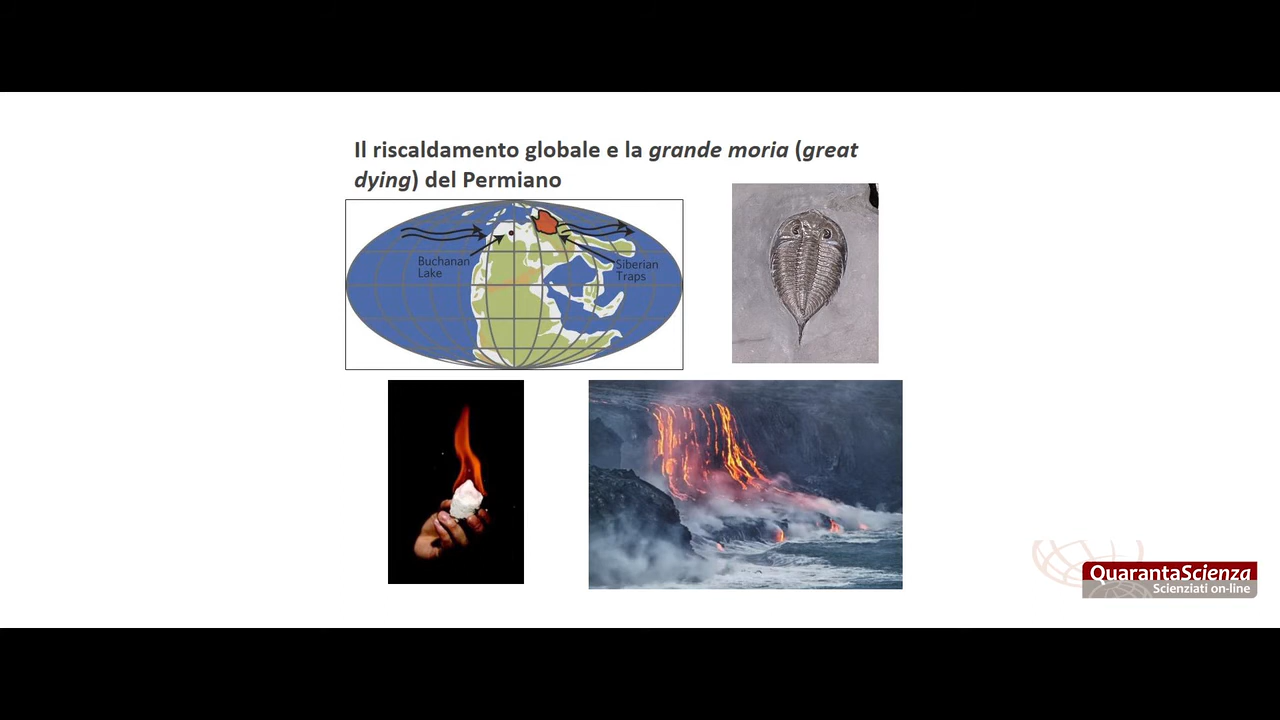 Il riscaldamento globale e la grande moria (great
dying) del Permiano
Buchanan
Lake
Siberian
Traps
QuarantaScienza
Scienziati on-line